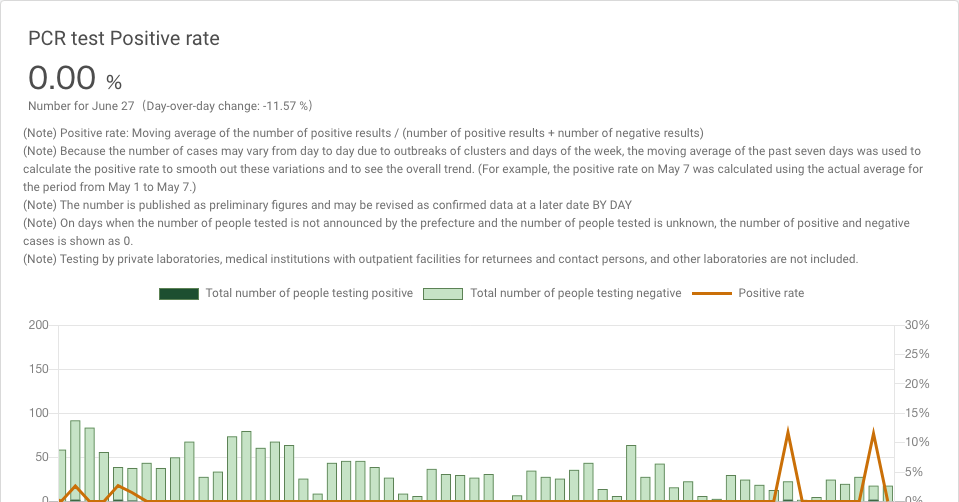 PCR test Positive rate
0.00 %
Number for June 27 (Day-over-day change: -11.57 %)
(Note) Positive rate: Moving average of the number of positive results / (number of positive results + number of negative results)
(Note) Because the number of cases may vary from day to day due to outbreaks of clusters and days of the week, the moving average of the past seven days was used to
calculate the positive rate to smooth out these variations and to see the overall trend. (For example, the positive rate on May 7 was calculated using the actual average for
the period from May 1 to May 7.)
(Note) The number is published as preliminary figures and may be revised as confirmed data at a later date BY DAY
(Note) On days when the number of people tested is not announced by the prefecture and the number of people tested is unknown, the number of positive and negative
cases is shown as 0.
(Note) Testing by private laboratories, medical institutions with outpatient facilities for returnees and contact persons, and other laboratories are not included.
Total number of people testing positive Total number of people testing negative Positive rate
200 30%
25%
150
20%
100 15%
10%
50
5%
0 0%